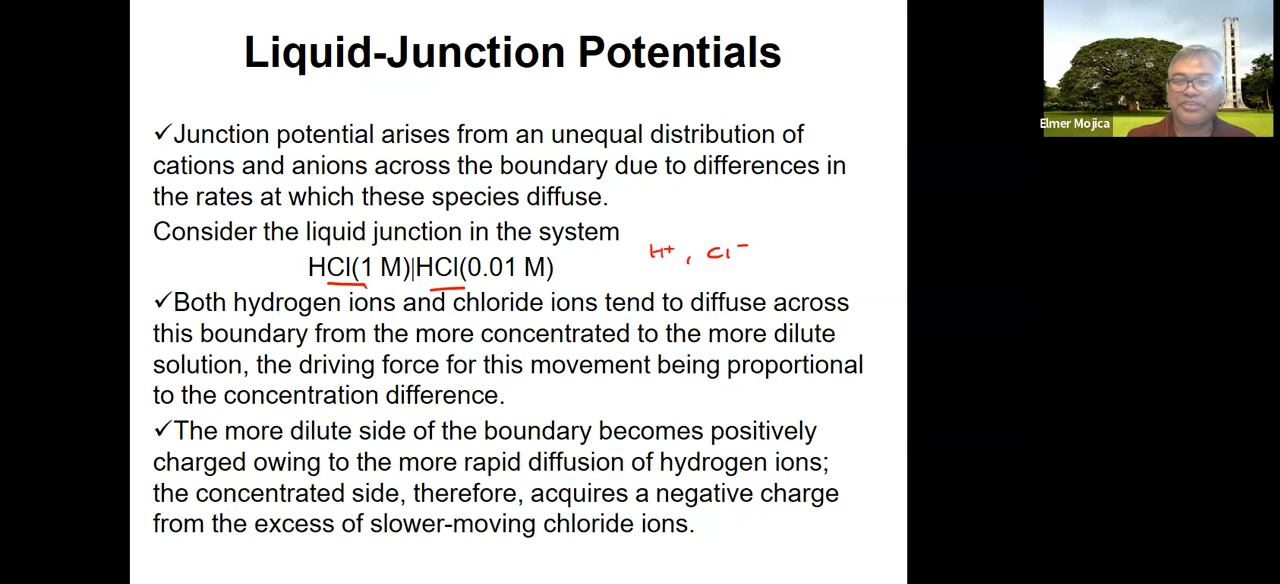 Liquid-Junction Potentials
✓Junction potential arises from an unequal distribution of
cations and anions across the boundary due to differences in
the rates at which these species diffuse.
Consider the liquid junction in the system
H⁺, Cl⁻
HCl(1 M)|HCl(0.01 M)
✓Both hydrogen ions and chloride ions tend to diffuse across
this boundary from the more concentrated to the more dilute
solution, the driving force for this movement being proportional
to the concentration difference.
✓The more dilute side of the boundary becomes positively
charged owing to the more rapid diffusion of hydrogen ions;
the concentrated side, therefore, acquires a negative charge
from the excess of slower-moving chloride ions.
Elmer Mojica